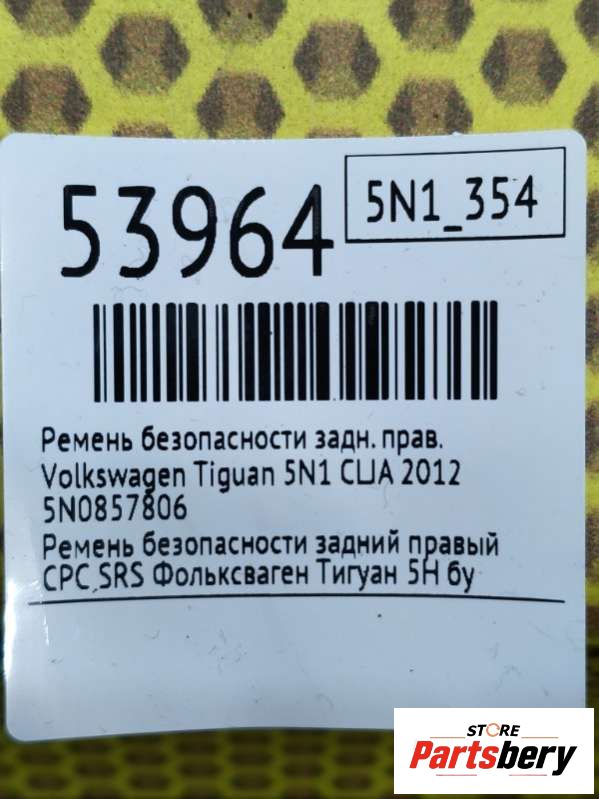 53964
5N1_354
Ремень безопасности задн. прав.
Volkswagen Tiguan 5N1 США 2012
5N0857806
Ремень безопасности задний правый
СРС SRS Фольксваген Тигуан 5Н бу
STORE
Partsbery